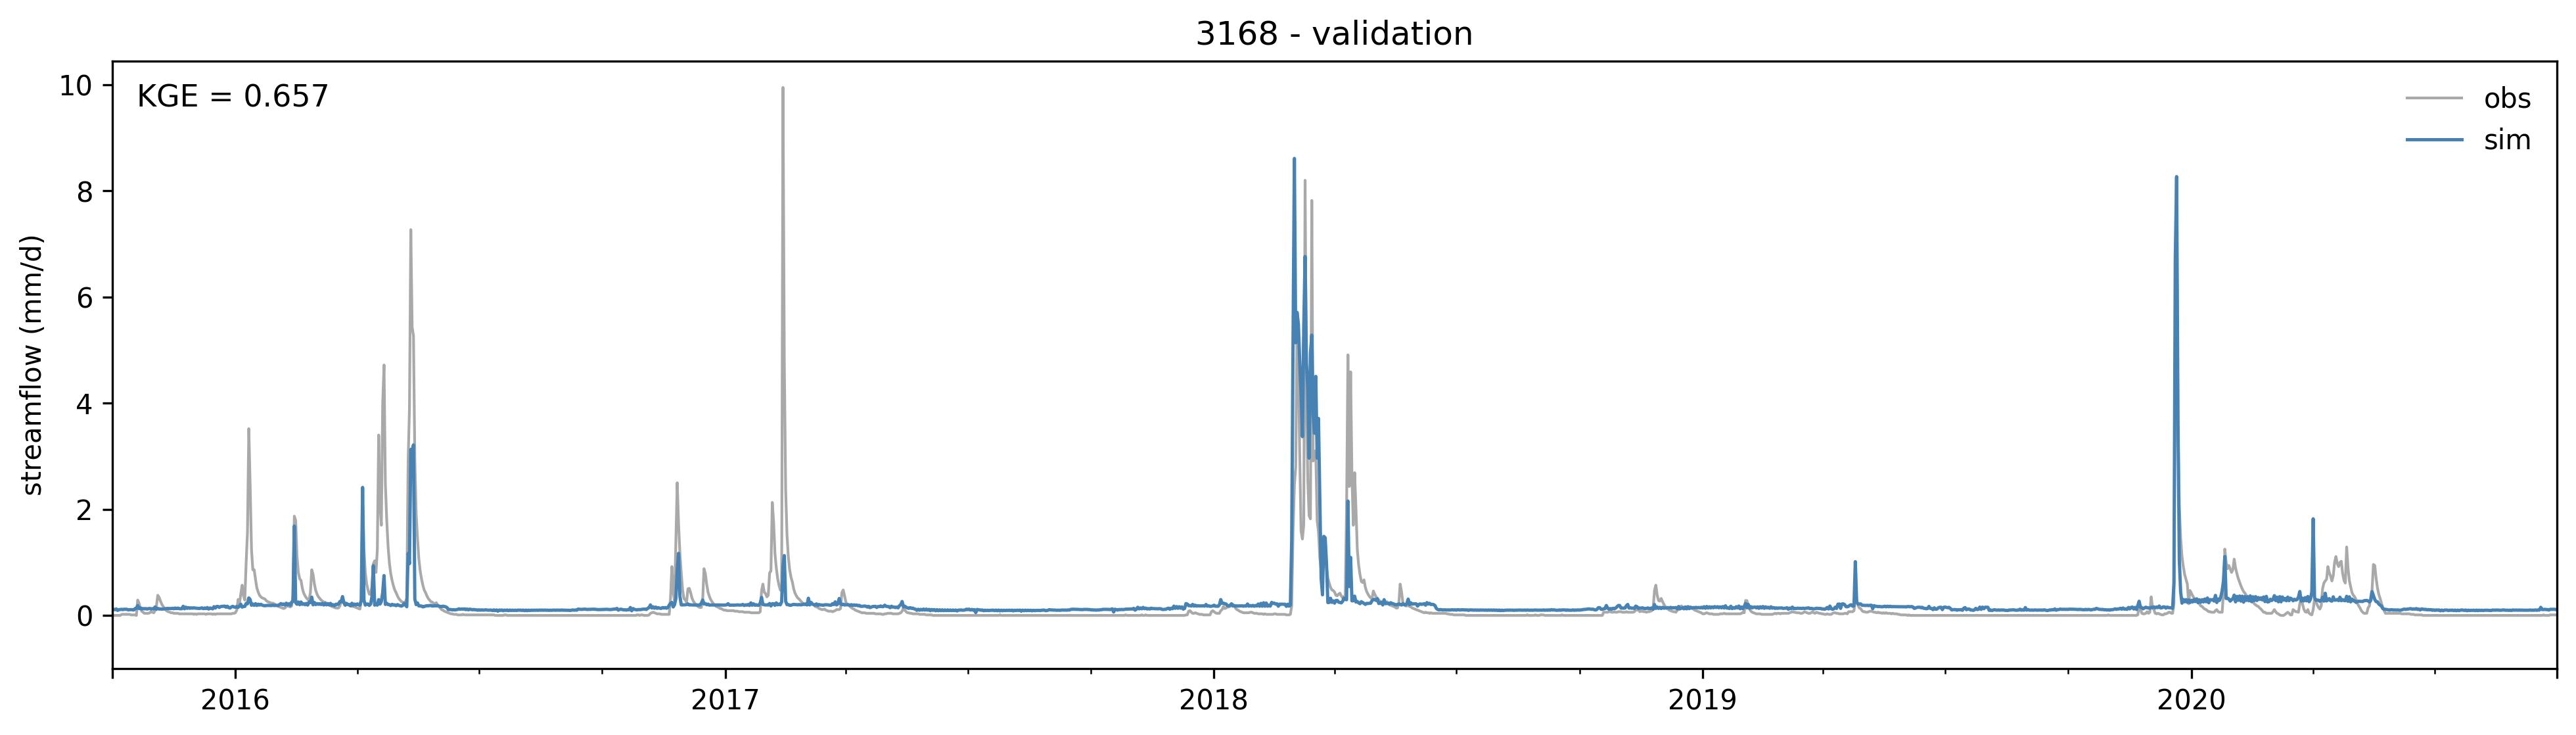 3168 - validation
KGE = 0.657
obs
sim
streamflow (mm/d)
10
8
6
4
2
0
2016
2017
2018
2019
2020